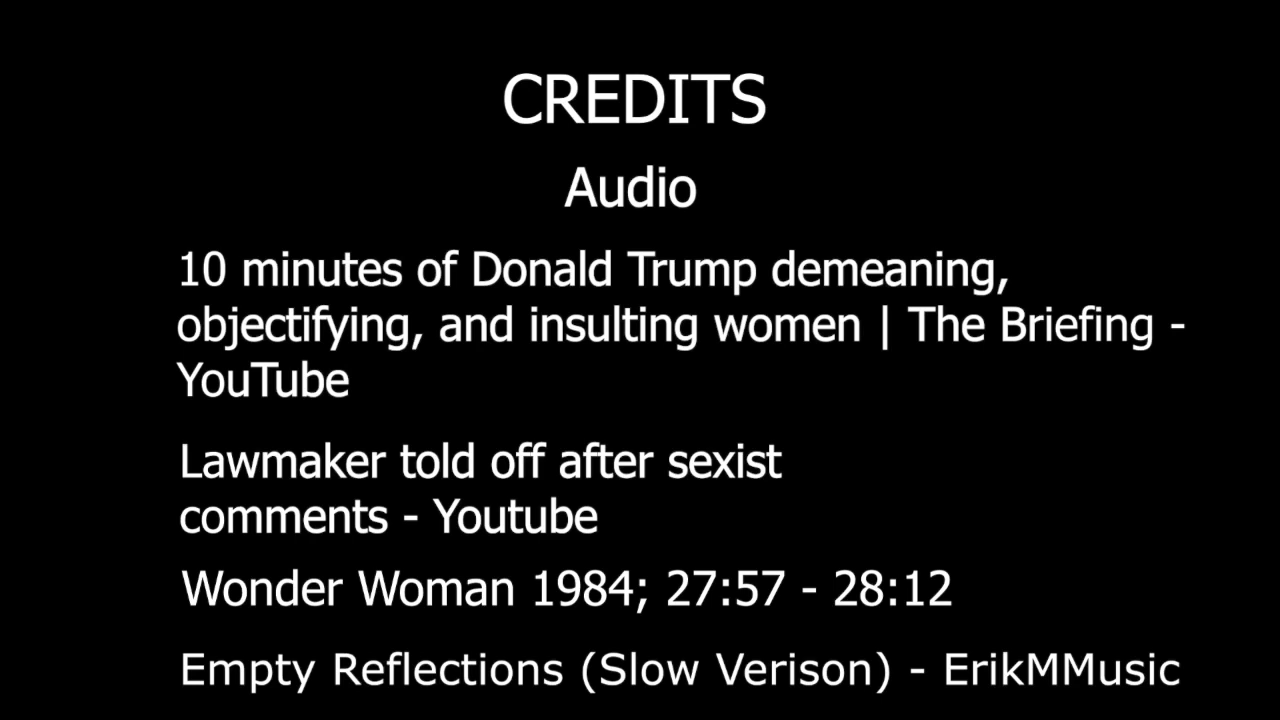 CREDITS
Audio
10 minutes of Donald Trump demeaning,
objectifying, and insulting women | The Briefing -
YouTube
Lawmaker told off after sexist
comments - Youtube
Wonder Woman 1984; 27:57 - 28:12
Empty Reflections (Slow Verison) - ErikMMusic